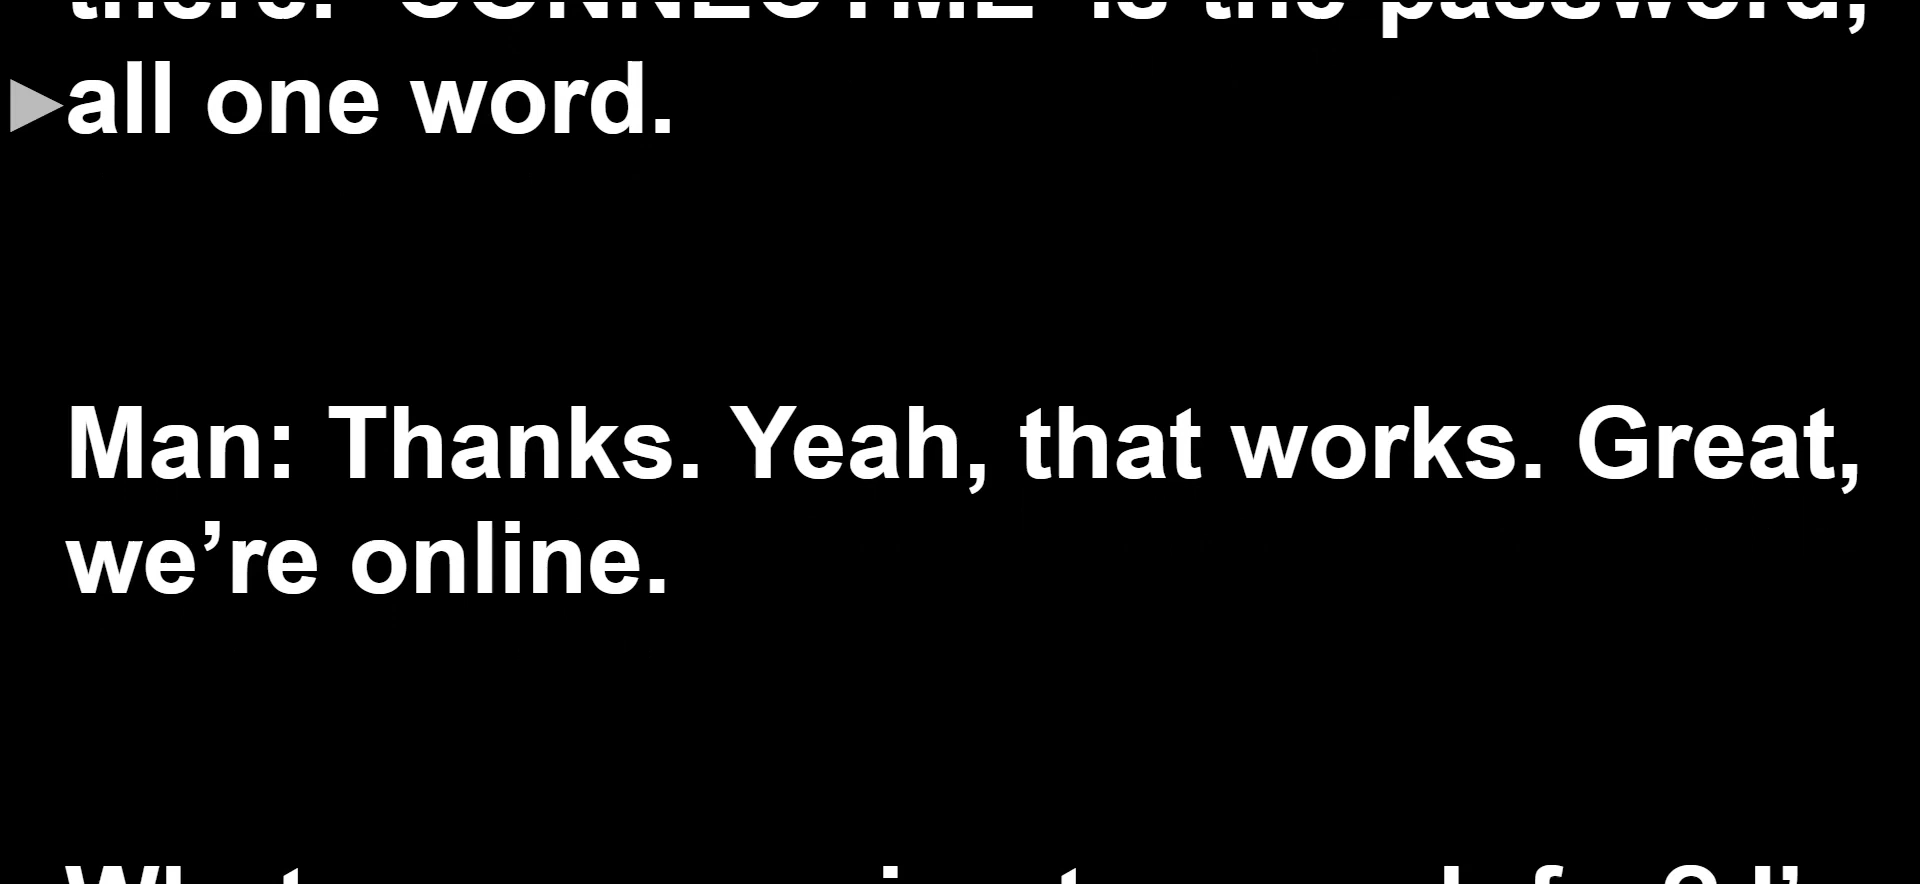 there. “CONNECTME” is the password,
all one word.
Man: Thanks. Yeah, that works. Great,
we’re online.